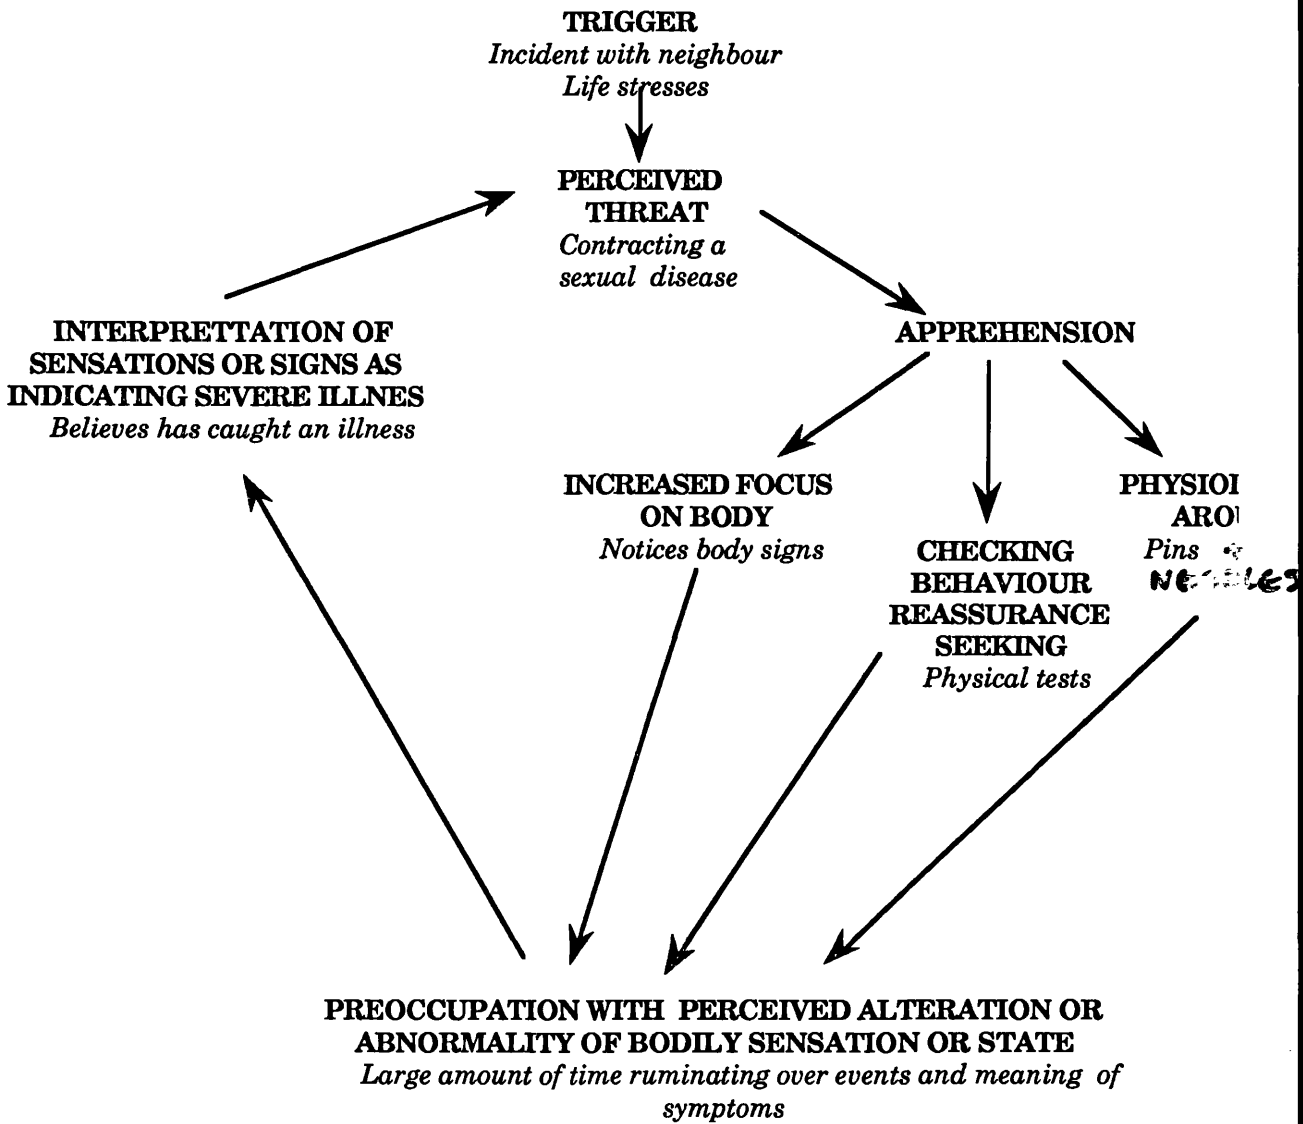 TRIGGER
Incident with neighbour
Life stresses
PERCEIVED
THREAT
Contracting a
sexual disease
INTERPRETTATION OF
SENSATIONS OR SIGNS AS
INDICATING SEVERE ILLNES
Believes has caught an illness
APPREHENSION
INCREASED FOCUS
ON BODY
Notices body signs
CHECKING
BEHAVIOUR
REASSURANCE
SEEKING
Physical tests
Pins
PREOCCUPATION WITH PERCEIVED ALTERATION OR
ABNORMALITY OF BODILY SENSATION OR STATE
Large amount of time ruminating over events and meaning of
symptoms